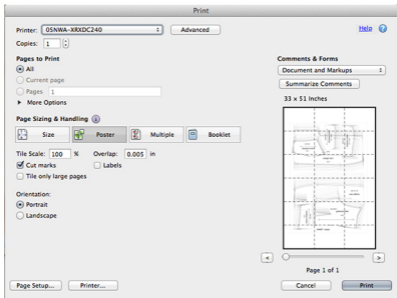 Print
Printer: 05NWA-XRXDC240 Advanced Help
Copies: 1
Pages to Print
All
Current page
Pages 1
More Options
Page Sizing & Handling
Size Poster Multiple Booklet
Tile Scale: 100 % Overlap: 0.005 in
Cut marks Labels
Tile only large pages
Orientation:
Portrait
Landscape
Comments & Forms
Document and Markups
Summarize Comments
33 x 51 Inches
Page 1 of 1
Page Setup... Printer... Cancel Print